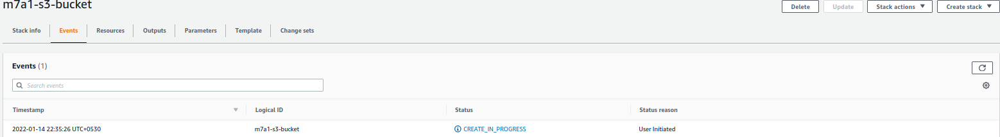 m7a1-s3-bucket
Delete Update Stack actions Create stack
Stack info Events Resources Outputs Parameters Template Change sets
Events (1)
Search events
Timestamp Logical ID Status Status reason
2022-01-14 22:35:26 UTC+0530 m7a1-s3-bucket CREATE_IN_PROGRESS User Initiated